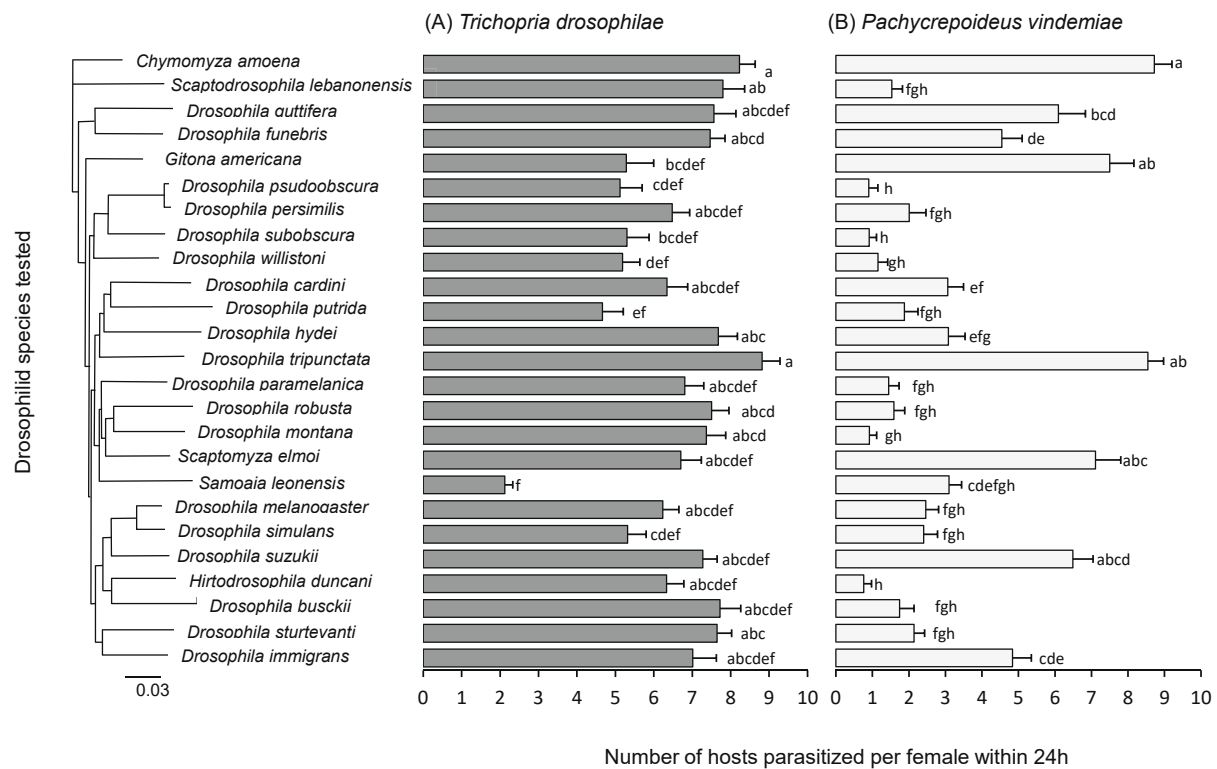 (A) Trichopria drosophilae
(B) Pachycrepoideus vindemiae
Drosophilid species tested
Chymomyza amoena a a
Scaptodrosophila lebanonensis ab fgh
Drosophila guttifera abcdef bcd
Drosophila funebris abcd de
Gitona americana bcdef ab
Drosophila psudoobscura cdef h
Drosophila persimilis abcdef fgh
Drosophila subobscura bcdef h
Drosophila willistoni def gh
Drosophila cardini abcdef ef
Drosophila putrida ef fgh
Drosophila hydei abc efg
Drosophila tripunctata a ab
Drosophila paramelanica abcdef fgh
Drosophila robusta abcd fgh
Drosophila montana abcd gh
Scaptomyza elmoi abcdef abc
Samoaia leonensis f cdefgh
Drosophila melanogaster abcdef fgh
Drosophila simulans cdef fgh
Drosophila suzukii abcdef abcd
Hirtodrosophila duncani abcdef h
Drosophila busckii abcdef fgh
Drosophila sturtevanti abc fgh
Drosophila immigrans abcdef cde
0.03
0 1 2 3 4 5 6 7 8 9 10
0 1 2 3 4 5 6 7 8 9 10
Number of hosts parasitized per female within 24h